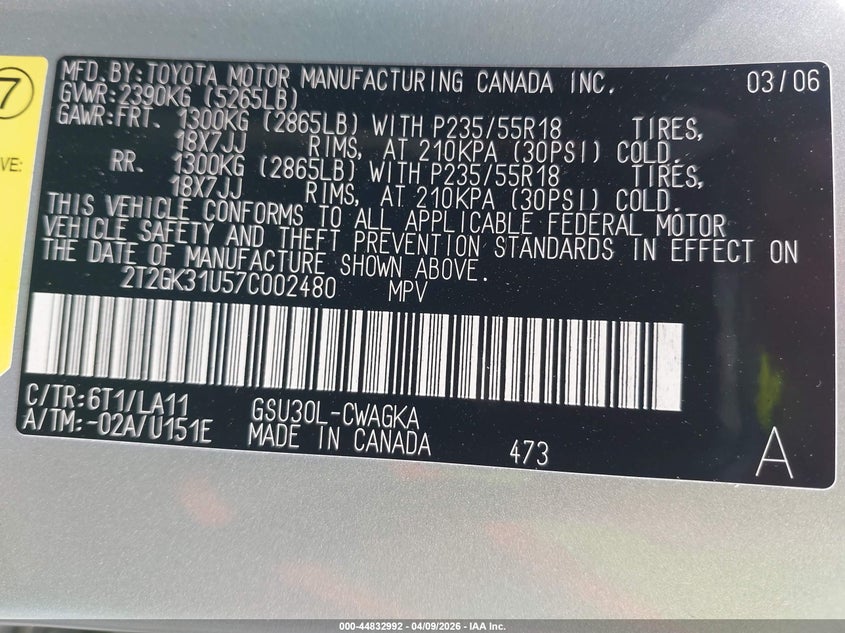 7
VE:
MFD.BY:TOYOTA MOTOR MANUFACTURING CANADA INC. 03/06
GVWR:2390KG (5265LB)
GAWR:FRT. 1300KG (2865LB) WITH P235/55R18 TIRES,
18X7JJ RIMS, AT 210KPA (30PSI) COLD.
RR. 1300KG (2865LB) WITH P235/55R18 TIRES,
18X7JJ RIMS, AT 210KPA (30PSI) COLD.
THIS VEHICLE CONFORMS TO ALL APPLICABLE FEDERAL MOTOR
VEHICLE SAFETY AND THEFT PREVENTION STANDARDS IN EFFECT ON
THE DATE OF MANUFACTURE SHOWN ABOVE.
2T2GK31U57C002480 MPV
C/TR:6T1/LA11 GSU30L-CWAGKA
A/TM:-02A/U151E MADE IN CANADA 473 A
000-44832992 - 04/09/2026 - IAA Inc.